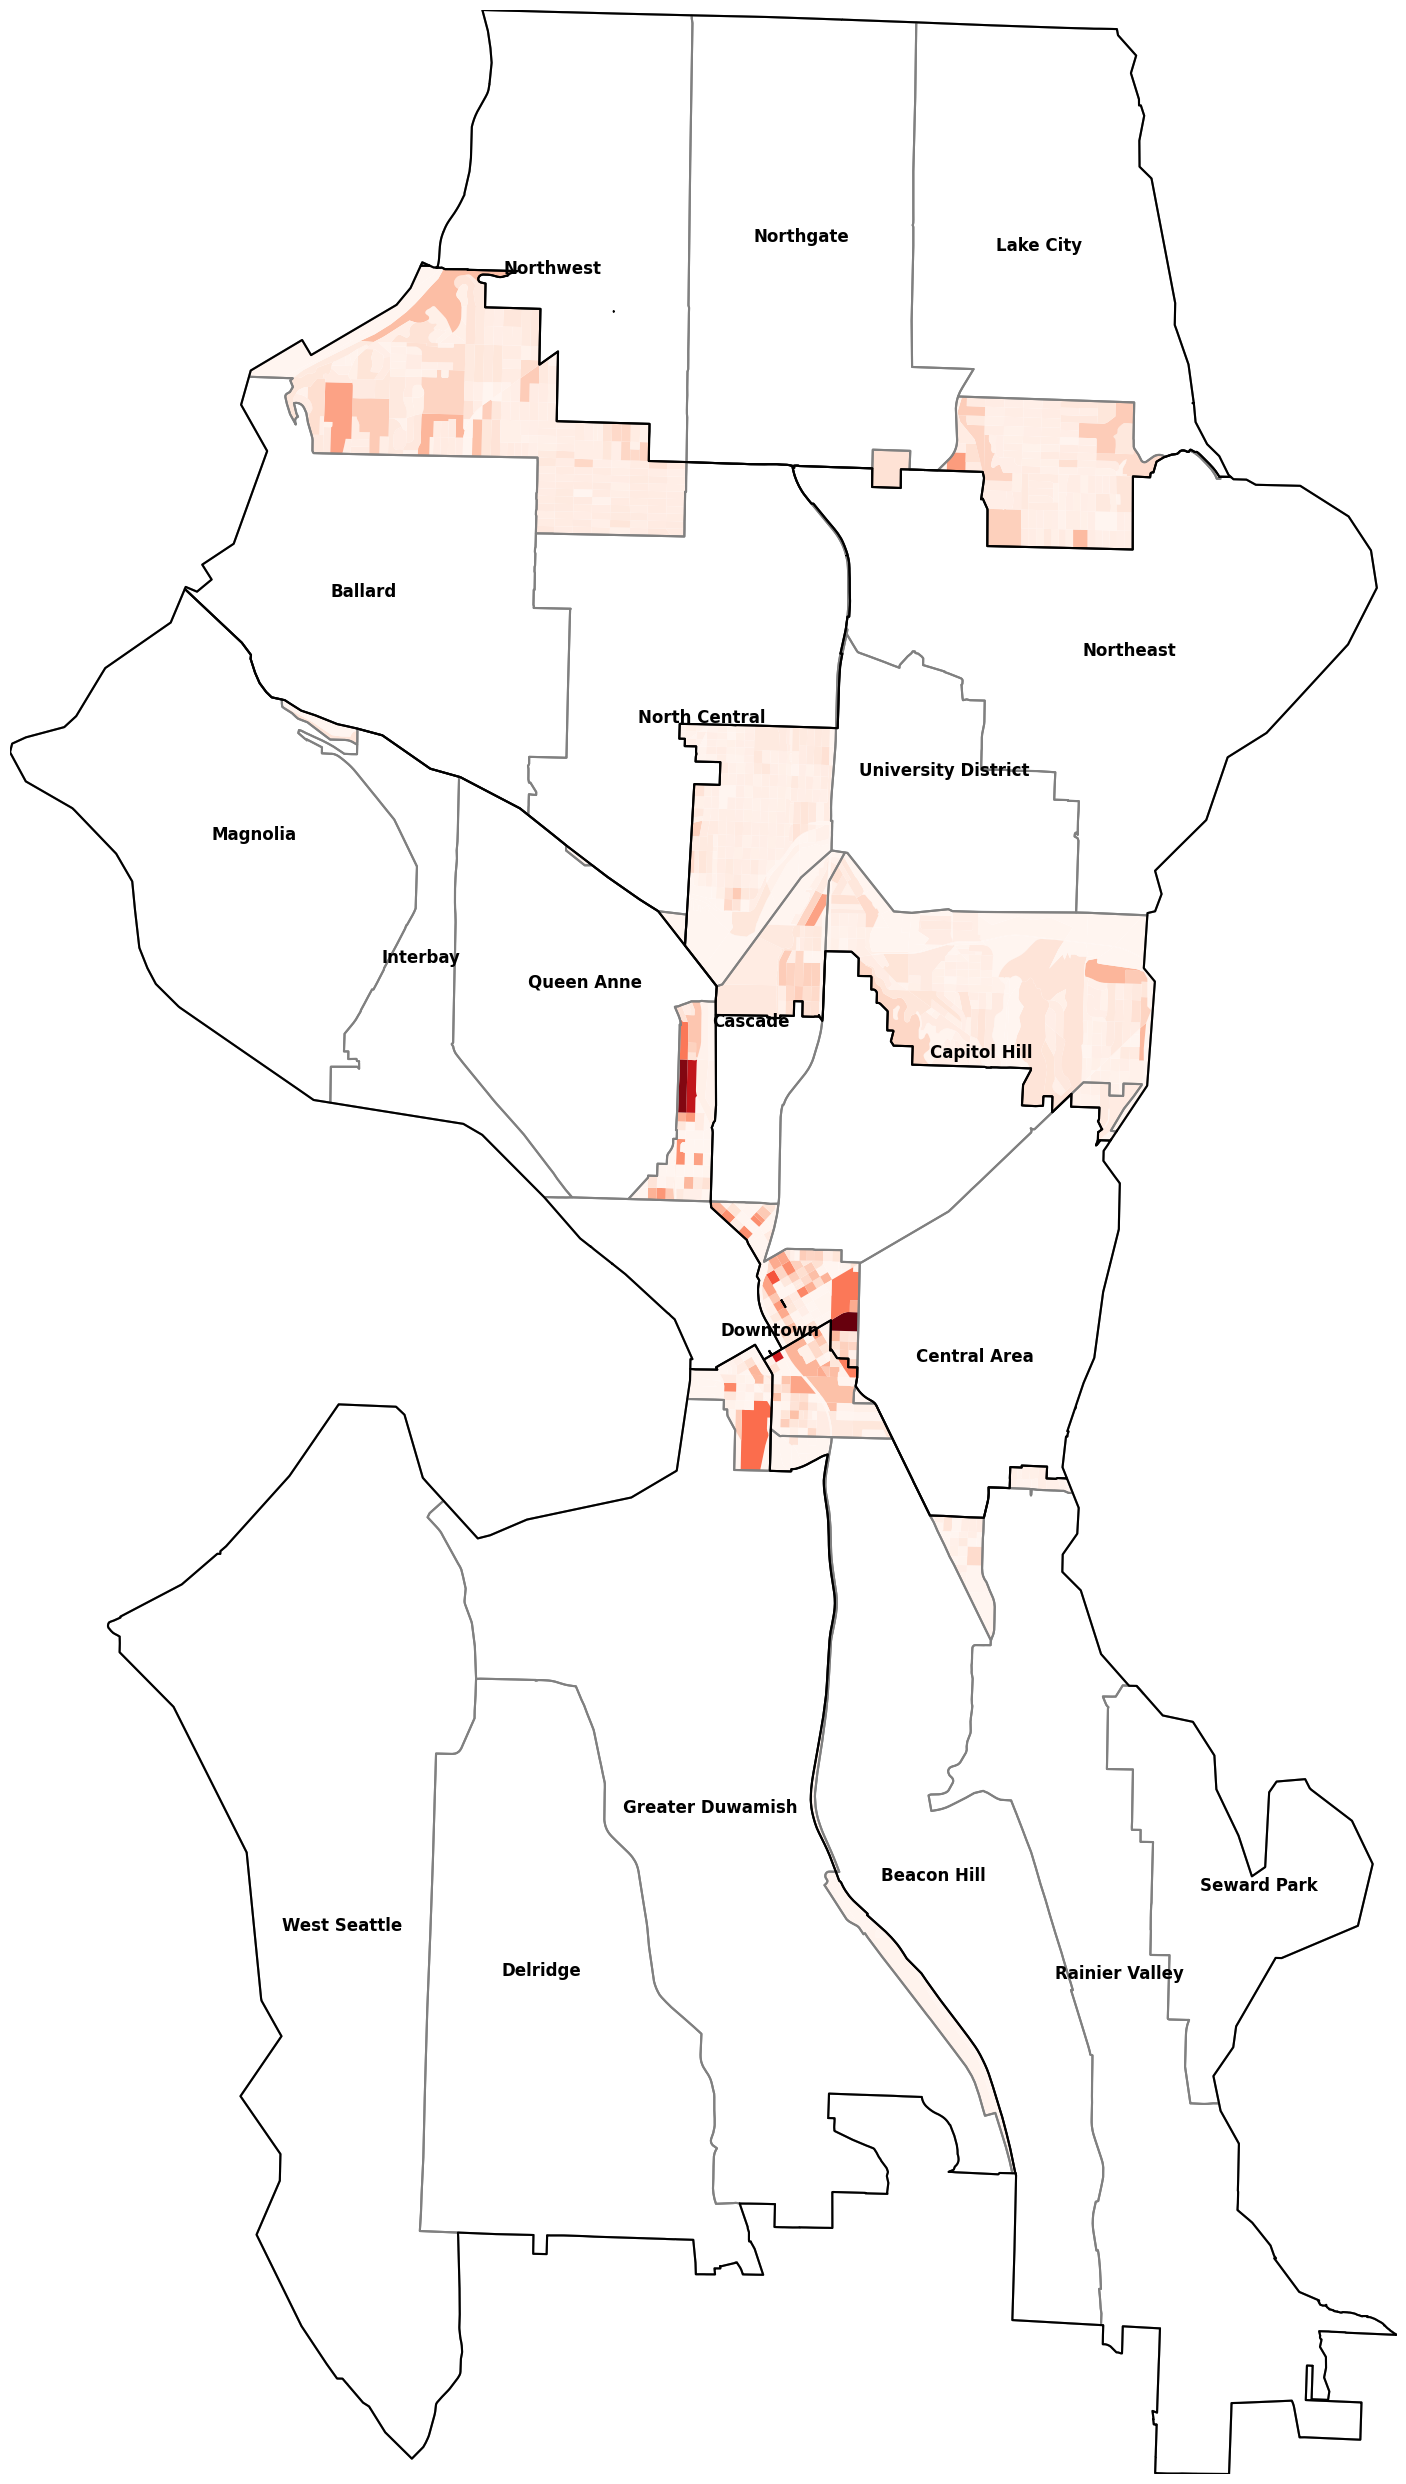 Northgate
Lake City
Northwest
Ballard
Northeast
North Central
University District
Magnolia
Interbay
Queen Anne
Cascade
Capitol Hill
Downtown
Central Area
Greater Duwamish
Beacon Hill
Seward Park
West Seattle
Delridge
Rainier Valley